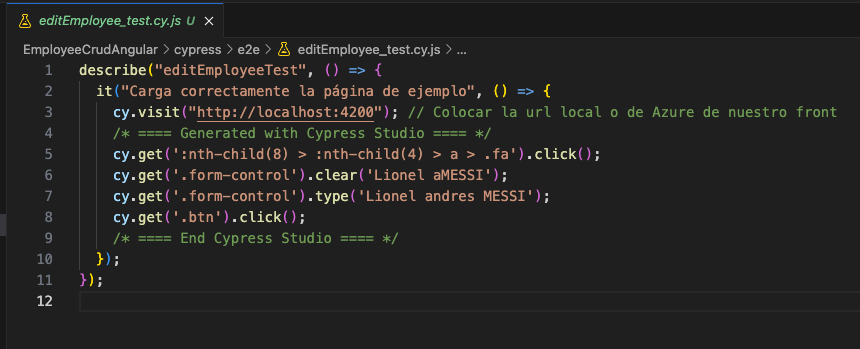 editEmployee_test.cy.js U ×
EmployeeCrudAngular > cypress > e2e > editEmployee_test.cy.js > ...
1 describe("editEmployeeTest", () => {
2 it("Carga correctamente la página de ejemplo", () => {
3 cy.visit("http://localhost:4200"); // Colocar la url local o de Azure de nuestro front
4 /* ==== Generated with Cypress Studio ==== */
5 cy.get(':nth-child(8) > :nth-child(4) > a > .fa').click();
6 cy.get('.form-control').clear('Lionel aMESSI');
7 cy.get('.form-control').type('Lionel andres MESSI');
8 cy.get('.btn').click();
9 /* ==== End Cypress Studio ==== */
10 });
11 });
12